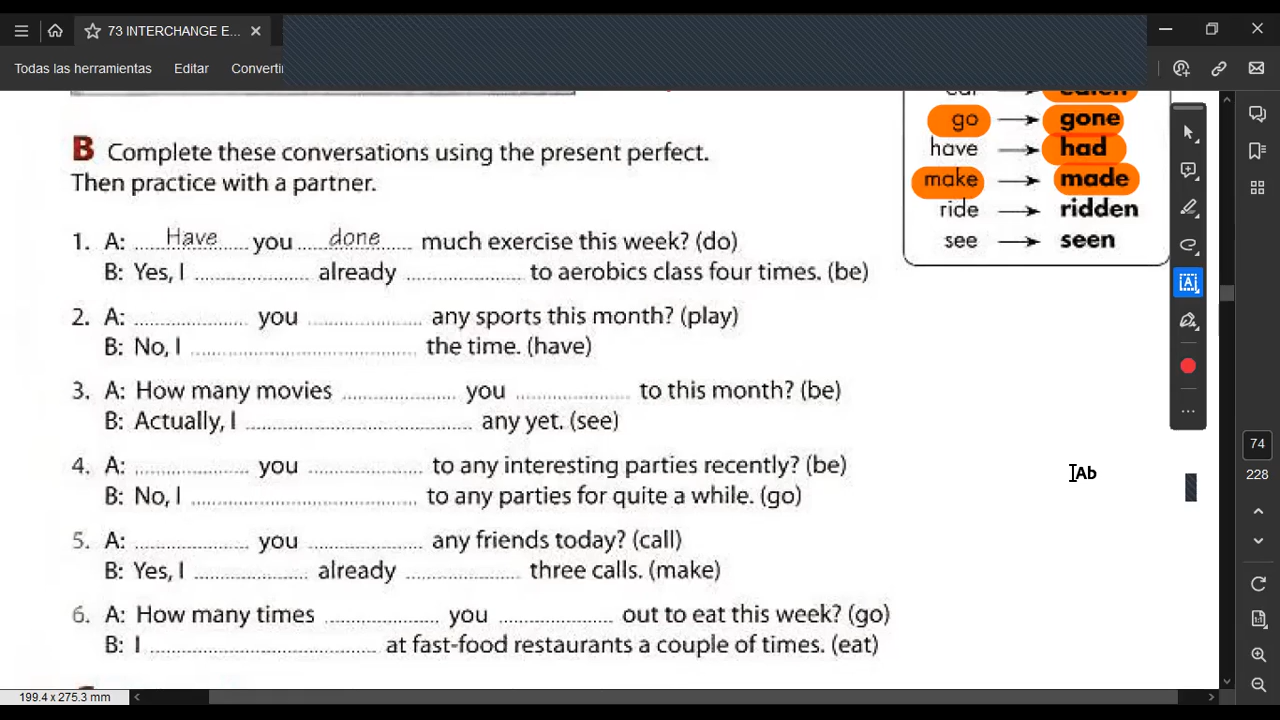 73 INTERCHANGE E...
Todas las herramientas Editar Converti
eaten
go → gone
have → had
make → made
ride → ridden
see → seen
B Complete these conversations using the present perfect.
Then practice with a partner.
1. A: Have you done much exercise this week? (do)
B: Yes, I ............ already ............ to aerobics class four times. (be)
2. A: ............ you ............ any sports this month? (play)
B: No, I ........................ the time. (have)
3. A: How many movies ............ you ............ to this month? (be)
B: Actually, I ........................ any yet. (see)
4. A: ............ you ............ to any interesting parties recently? (be)
B: No, I ........................ to any parties for quite a while. (go)
5. A: ............ you ............ any friends today? (call)
B: Yes, I ............ already ............ three calls. (make)
6. A: How many times ............ you ............ out to eat this week? (go)
B: I ........................ at fast-food restaurants a couple of times. (eat)
Ab
74
228
199.4 x 275.3 mm